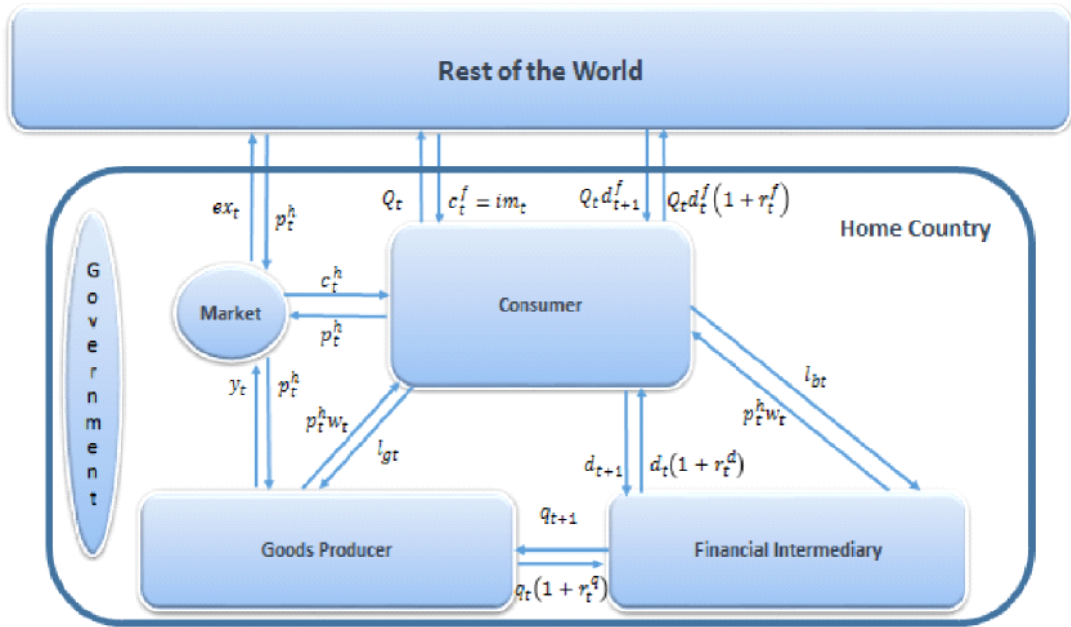 Rest of the World
ex_t
p_t^h
Q_t
c_t^f = im_t
Q_t d_{t+1}^f
Q_t d_t^f(1 + r_t^f)
Home Country
Government
Market
c_t^h
p_t^h
Consumer
y_t
p_t^h
p_t^h w_t
l_{gt}
d_{t+1}
d_t(1 + r_t^d)
p_t^h w_t
l_{bt}
Goods Producer
q_{t+1}
q_t(1 + r_t^q)
Financial Intermediary